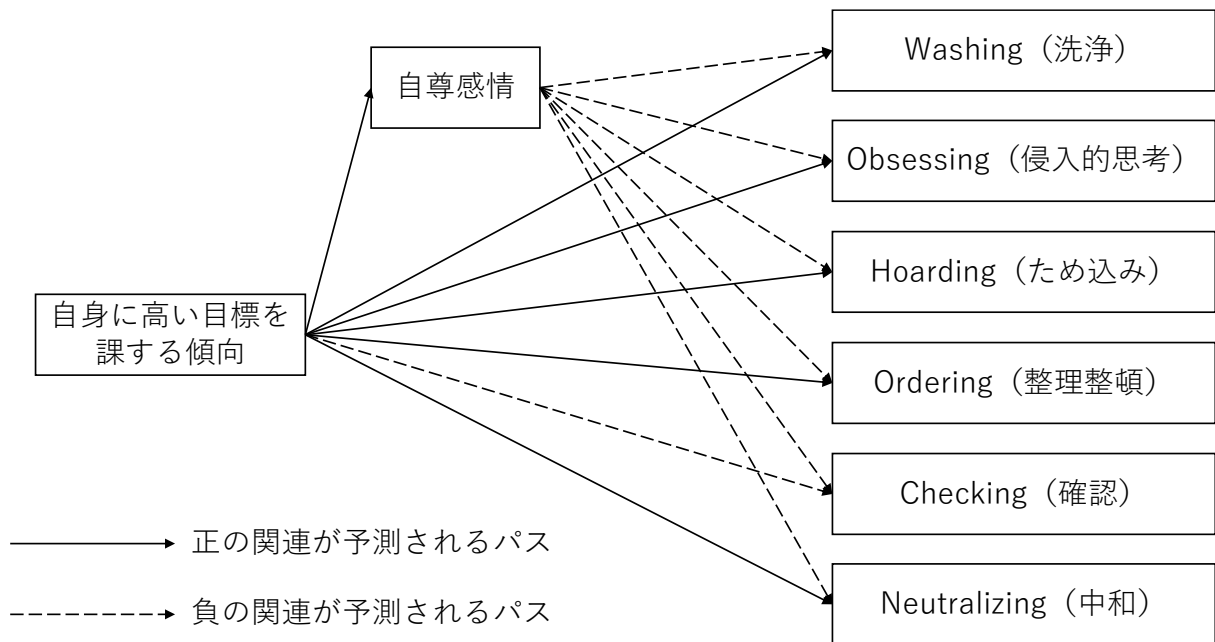 Washing（洗浄）
自尊感情
Obsessing（侵入的思考）
Hoarding（ため込み）
自身に高い目標を
課する傾向
Ordering（整理整頓）
Checking（確認）
正の関連が予測されるパス
Neutralizing（中和）
負の関連が予測されるパス